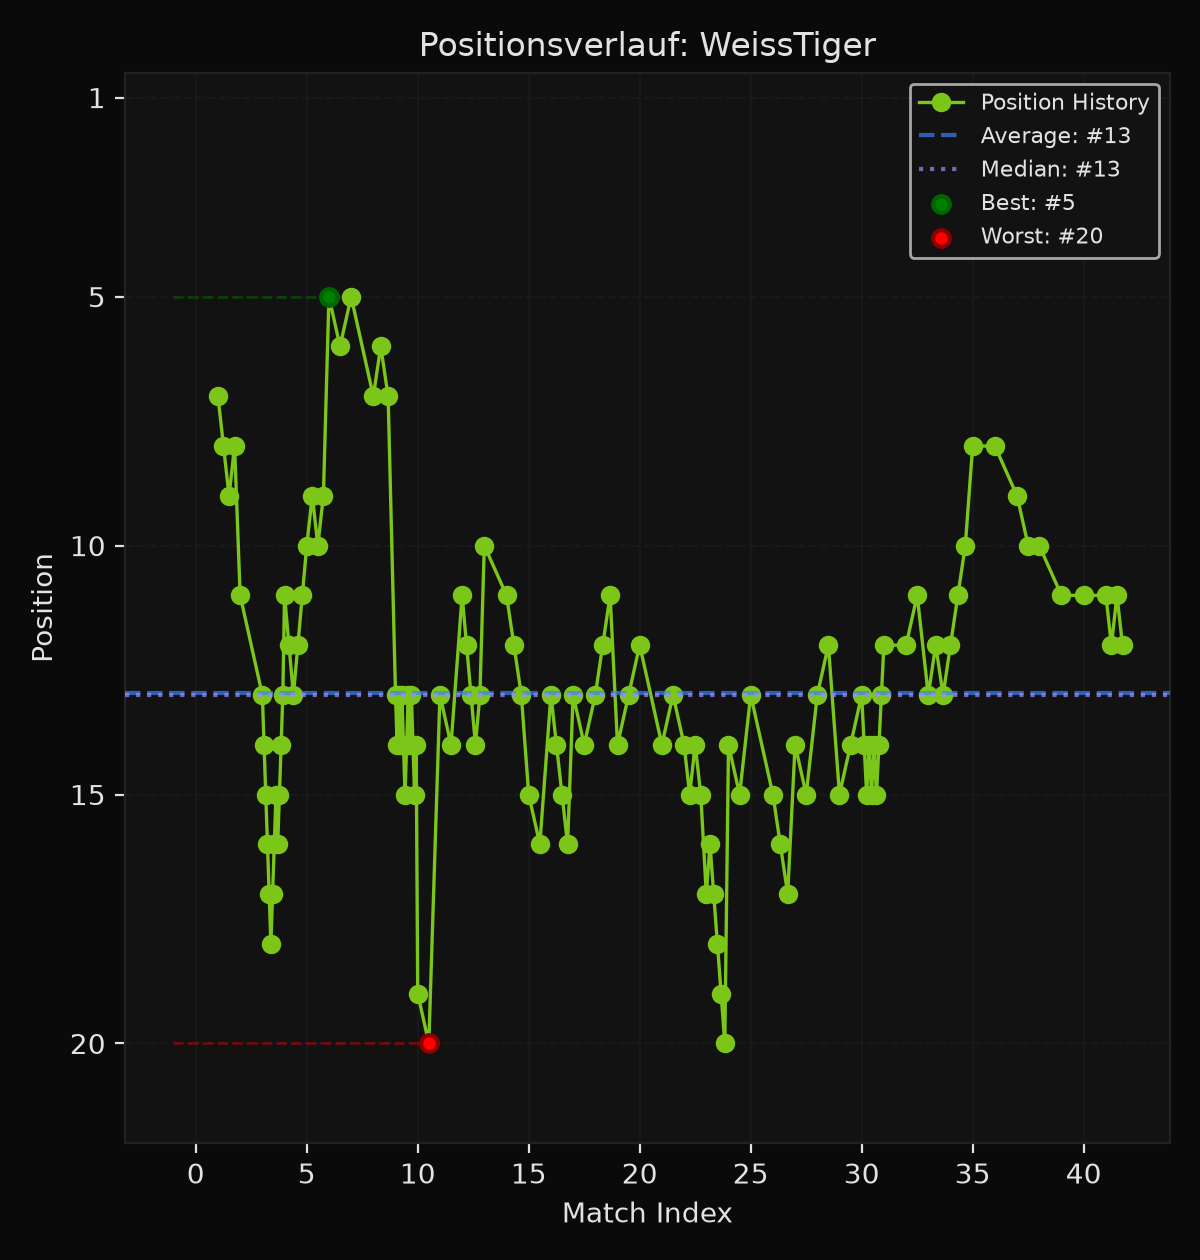 Positionsverlauf: WeissTiger
Position History
Average: #13
Median: #13
Best: #5
Worst: #20
Position
1
5
10
15
20
0 5 10 15 20 25 30 35 40
Match Index